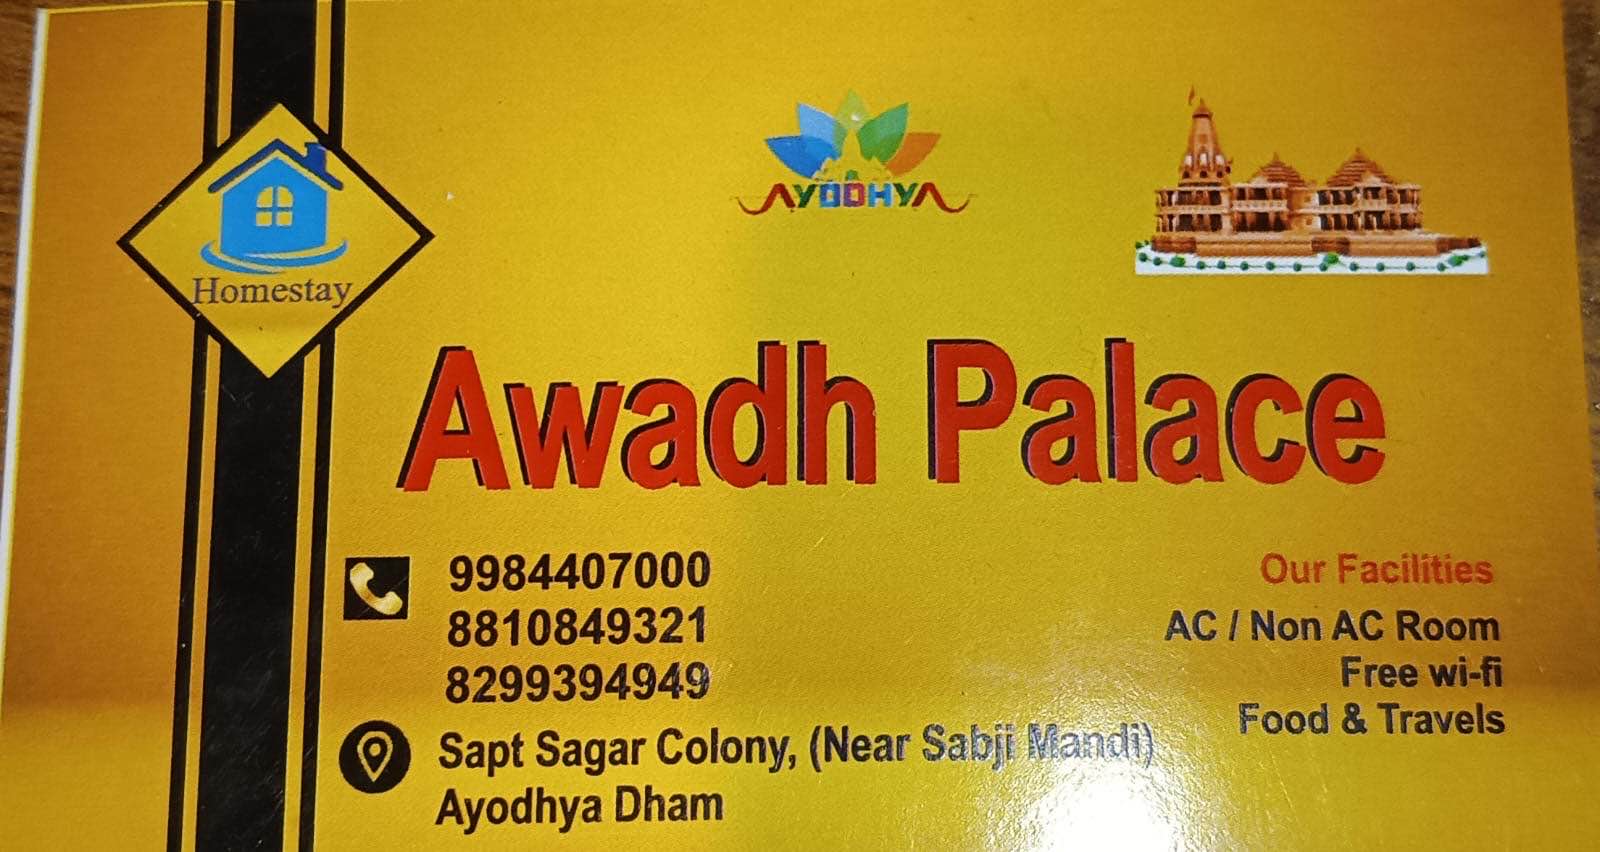 Homestay
AYODHYA
Awadh Palace
9984407000
8810849321
8299394949
Sapt Sagar Colony, (Near Sabji Mandi)
Ayodhya Dham
Our Facilities
AC / Non AC Room
Free wi-fi
Food & Travels